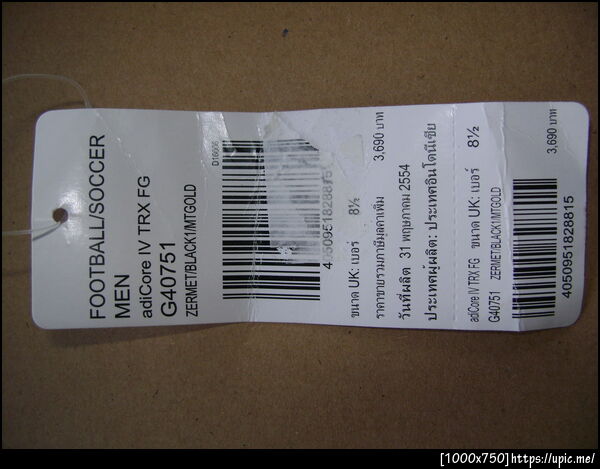 FOOTBALL/SOCCER
MEN
adiCore IV TRX FG
G40751
ZERMET/BLACK1/MTGOLD
D16006
ขนาด UK: เบอร์ 8½
ราคาขายรวมภาษีมูลค่าเพิ่ม 3,690 บาท
วันที่ผลิต 31 พฤษภาคม 2554
ประเทศผู้ผลิต: ประเทศอินโดนีเซีย
adiCore IV TRX FG ขนาด UK: เบอร์ 8½
G40751 ZERMET/BLACK1/MTGOLD
3,690 บาท
4050951828815
[1000x750]https://upic.me/